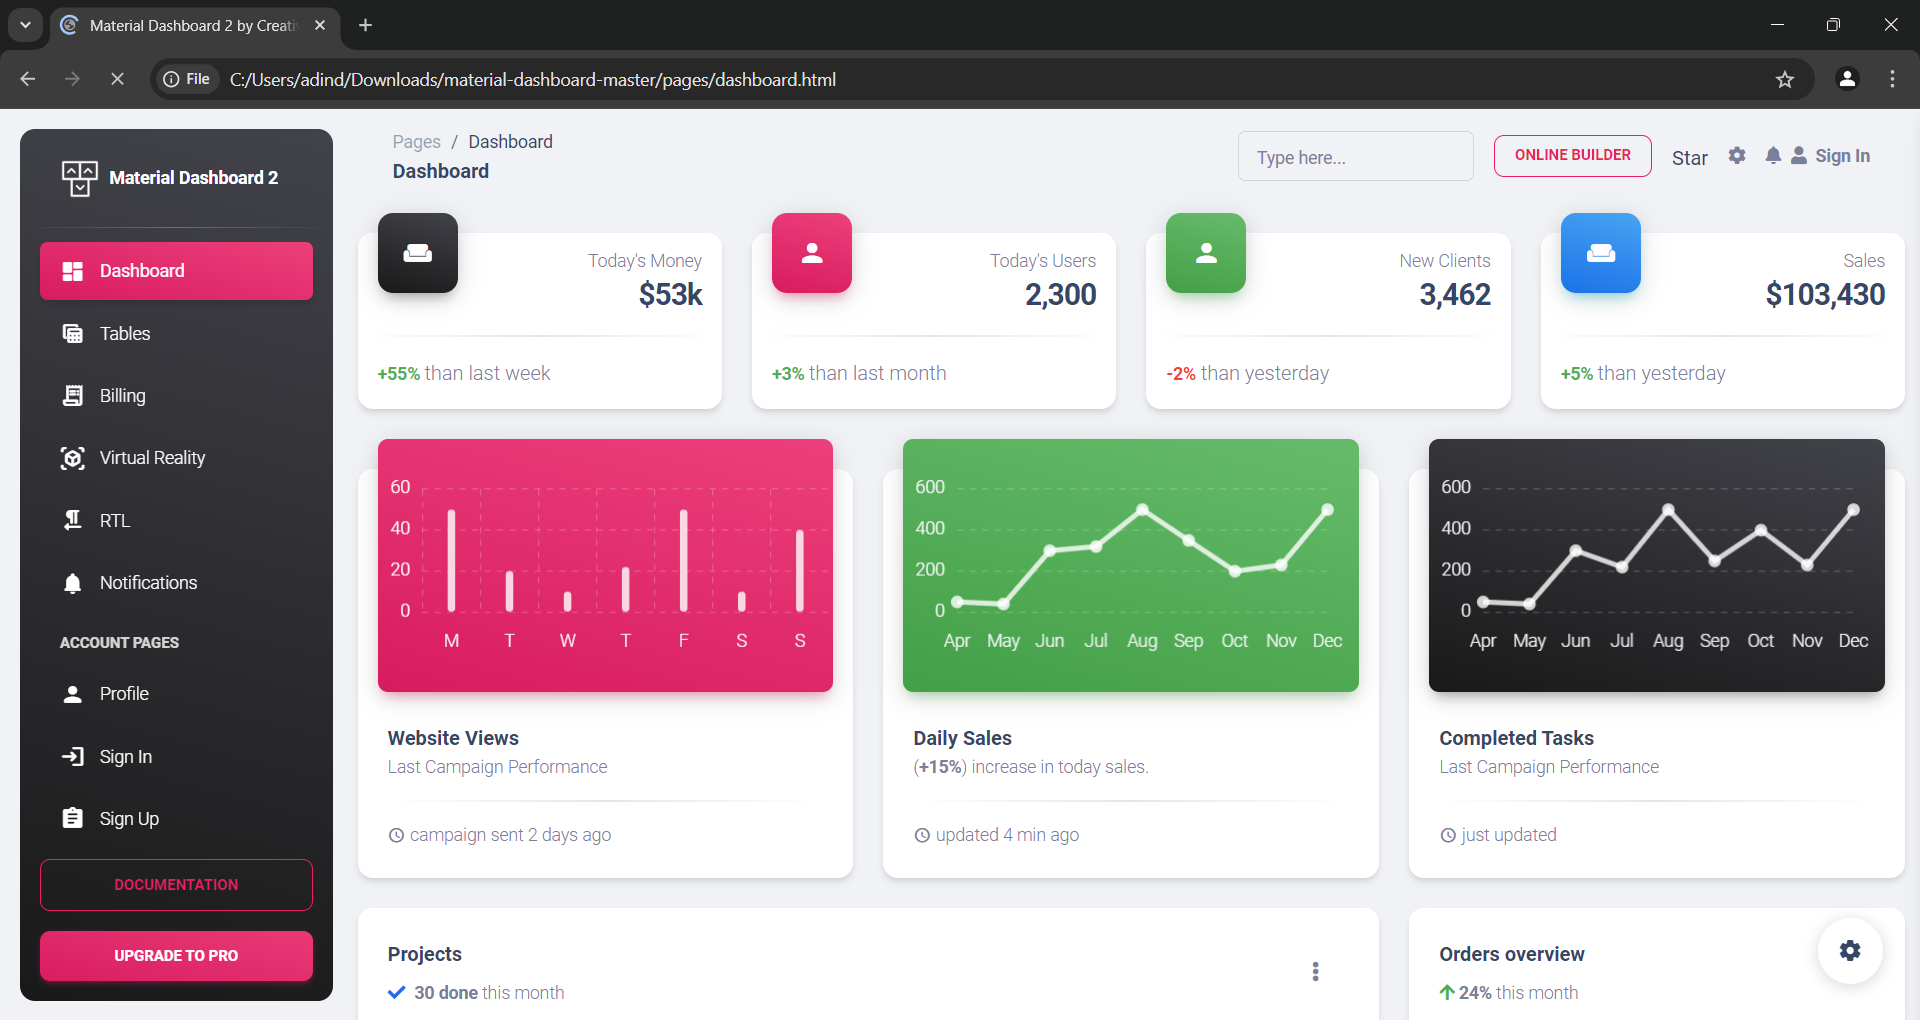 Material Dashboard 2 by Creati
File
C:/Users/adind/Downloads/material-dashboard-master/pages/dashboard.html
Material Dashboard 2
Dashboard
Tables
Billing
Virtual Reality
RTL
Notifications
ACCOUNT PAGES
Profile
Sign In
Sign Up
DOCUMENTATION
UPGRADE TO PRO
Pages / Dashboard
Dashboard
Type here...
ONLINE BUILDER
Star
Sign In
Today's Money
$53k
+55% than last week
Today's Users
2,300
+3% than last month
New Clients
3,462
-2% than yesterday
Sales
$103,430
+5% than yesterday
60
40
20
0
M T W T F S S
Website Views
Last Campaign Performance
campaign sent 2 days ago
600
400
200
0
Apr May Jun Jul Aug Sep Oct Nov Dec
Daily Sales
(+15%) increase in today sales.
updated 4 min ago
600
400
200
0
Apr May Jun Jul Aug Sep Oct Nov Dec
Completed Tasks
Last Campaign Performance
just updated
Projects
30 done this month
Orders overview
24% this month